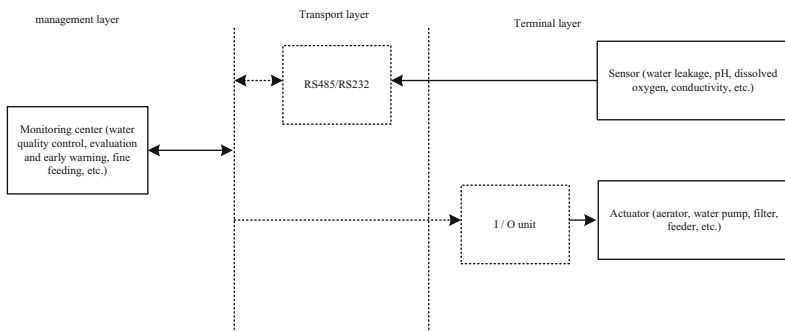 management layer
Transport layer
Terminal layer
RS485/RS232
Sensor (water leakage, pH, dissolved
oxygen, conductivity, etc.)
Monitoring center (water
quality control, evaluation
and early warning, fine
feeding, etc.)
I / O unit
Actuator (aerator, water pump, filter,
feeder, etc.)